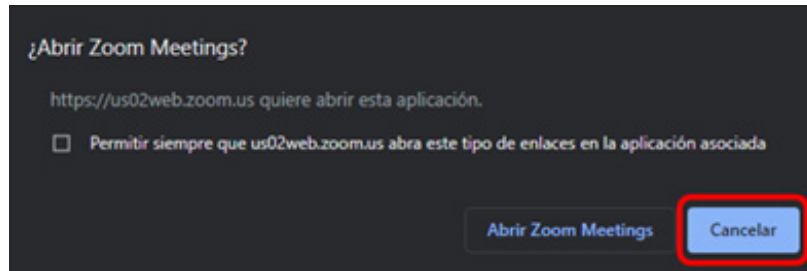 ¿Abrir Zoom Meetings?
https://us02web.zoom.us quiere abrir esta aplicación.
Permitir siempre que us02web.zoom.us abra este tipo de enlaces en la aplicación asociada
Abrir Zoom Meetings Cancelar